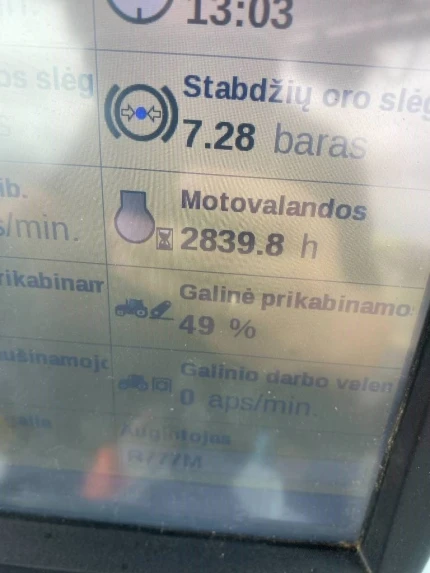 13:03
os slėg
Stabdžių oro slėg
7.28 baras
ib.
Motovalandos
s/min.
2839.8 h
rikabinam
Galinė prikabinamo
49 %
aušinamojo
Galinio darbo velen
0 aps/min.